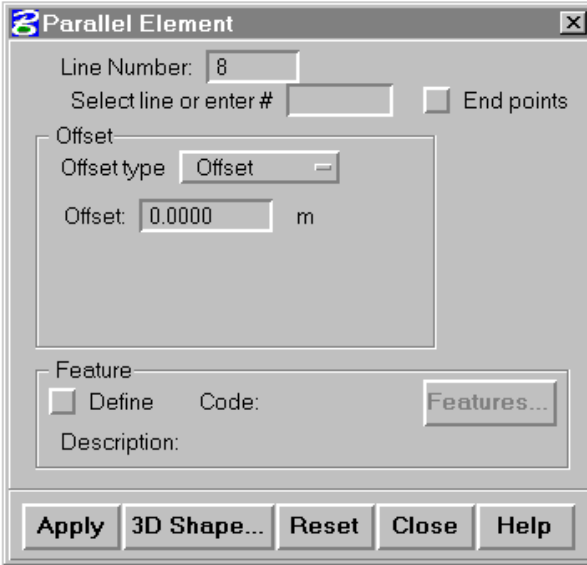 Parallel Element
Line Number: 8
Select line or enter # End points
Offset
Offset type Offset
Offset: 0.0000 m
Feature
Define Code: Features...
Description:
Apply 3D Shape... Reset Close Help